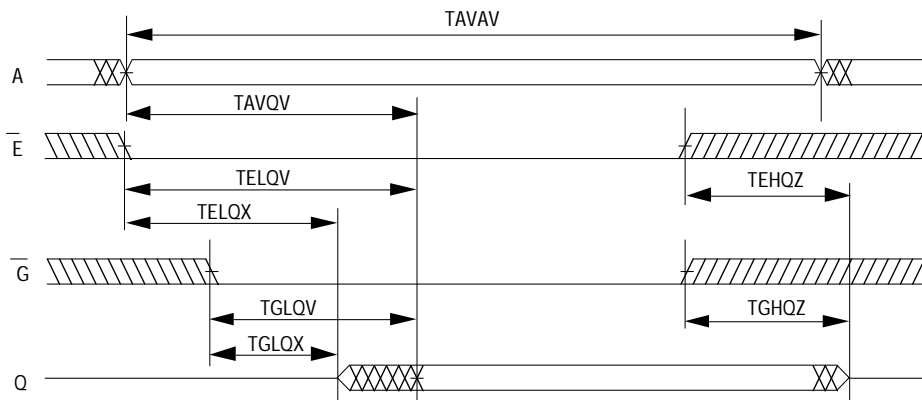 TAVAV
A
TAVQV
E
TELQV
TEHQZ
TELQX
G
TGLQV
TGHQZ
TGLQX
Q